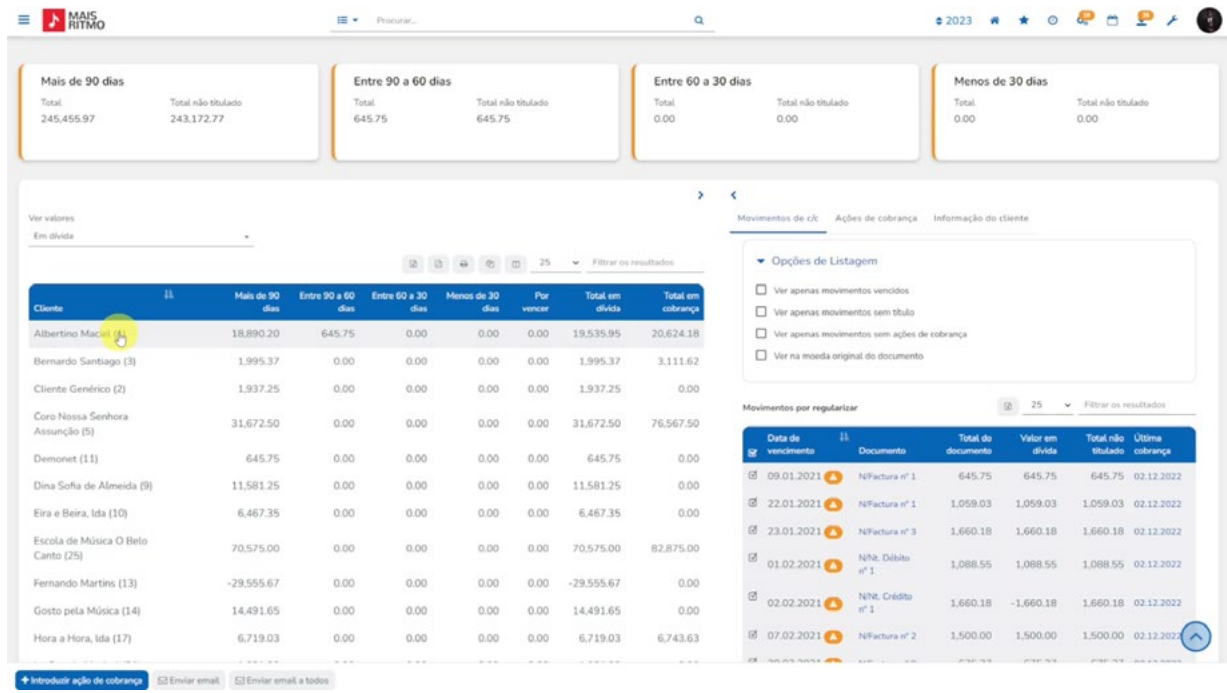 MAIS
RITMO
Procurar...
2023
Mais de 90 dias
Total Total não titulado
245,455.97 243,172.77
Entre 90 a 60 dias
Total Total não titulado
645.75 645.75
Entre 60 a 30 dias
Total Total não titulado
0.00 0.00
Menos de 30 dias
Total Total não titulado
0.00 0.00
Ver valores
Em dívida
25 Filtrar os resultados
Cliente Mais de 90 dias Entre 90 a 60 dias Entre 60 a 30 dias Menos de 30 dias Por vencer Total em dívida Total em cobrança
Albertino Maciel 18,890.20 645.75 0.00 0.00 0.00 19,535.95 20,624.18
Bernardo Santiago (3) 1,995.37 0.00 0.00 0.00 0.00 1,995.37 3,111.62
Cliente Genérico (2) 1,937.25 0.00 0.00 0.00 0.00 1,937.25 0.00
Coro Nossa Senhora
Assunção (5) 31,672.50 0.00 0.00 0.00 0.00 31,672.50 76,567.50
Demonet (11) 645.75 0.00 0.00 0.00 0.00 645.75 0.00
Dina Sofia de Almeida (9) 11,581.25 0.00 0.00 0.00 0.00 11,581.25 0.00
Eira e Beira, lda (10) 6,467.35 0.00 0.00 0.00 0.00 6,467.35 0.00
Escola de Música O Belo
Canto (25) 70,575.00 0.00 0.00 0.00 0.00 70,575.00 82,875.00
Fernando Martins (13) -29,555.67 0.00 0.00 0.00 0.00 -29,555.67 0.00
Gosto pela Música (14) 14,491.65 0.00 0.00 0.00 0.00 14,491.65 0.00
Hora a Hora, lda (17) 6,719.03 0.00 0.00 0.00 0.00 6,719.03 6,743.63
Movimentos de c/c Ações de cobrança Informação do cliente
Opções de Listagem
Ver apenas movimentos vencidos
Ver apenas movimentos sem título
Ver apenas movimentos sem ações de cobrança
Ver na moeda original do documento
Movimentos por regularizar 25 Filtrar os resultados
Data de vencimento Documento Total do documento Valor em dívida Total não titulado Última cobrança
09.01.2021 N/Factura nº 1 645.75 645.75 645.75 02.12.2022
22.01.2021 N/Factura nº 1 1,059.03 1,059.03 1,059.03 02.12.2022
23.01.2021 N/Factura nº 3 1,660.18 1,660.18 1,660.18 02.12.2022
01.02.2021 N/Nt. Débito nº 1 1,088.55 1,088.55 1,088.55 02.12.2022
02.02.2021 N/Nt. Crédito nº 1 1,660.18 -1,660.18 1,660.18 02.12.2022
07.02.2021 N/Factura nº 2 1,500.00 1,500.00 1,500.00 02.12.2022
Introduzir ação de cobrança Enviar email Enviar email a todos